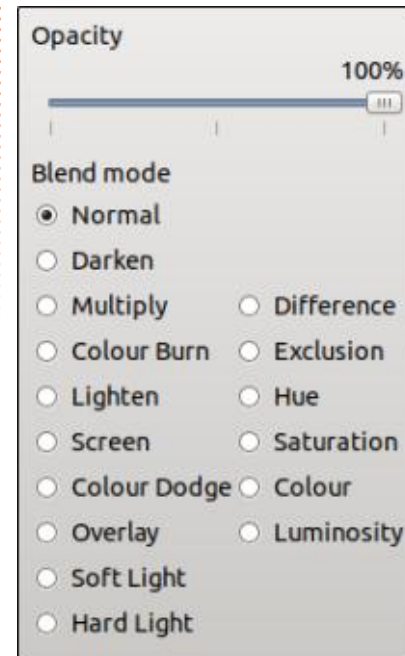 Opacity
100%
Blend mode
Normal
Darken
Multiply Difference
Colour Burn Exclusion
Lighten Hue
Screen Saturation
Colour Dodge Colour
Overlay Luminosity
Soft Light
Hard Light